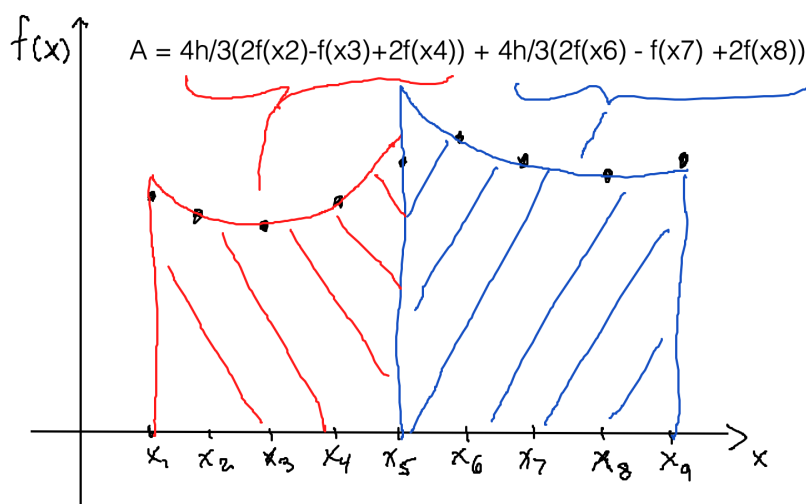 f(x)
A = 4h/3(2f(x2)-f(x3)+2f(x4)) + 4h/3(2f(x6) - f(x7) +2f(x8))
x1 x2 x3 x4 x5 x6 x7 x8 x9 x